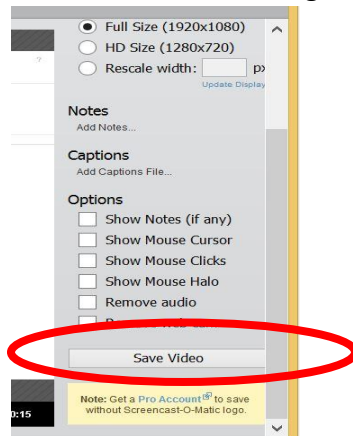 Full Size (1920x1080)
HD Size (1280x720)
Rescale width: px
Update Display
Notes
Add Notes...
Captions
Add Captions File...
Options
Show Notes (if any)
Show Mouse Cursor
Show Mouse Clicks
Show Mouse Halo
Remove audio
Save Video
Note: Get a Pro Account to save
without Screencast-O-Matic logo.
0:15